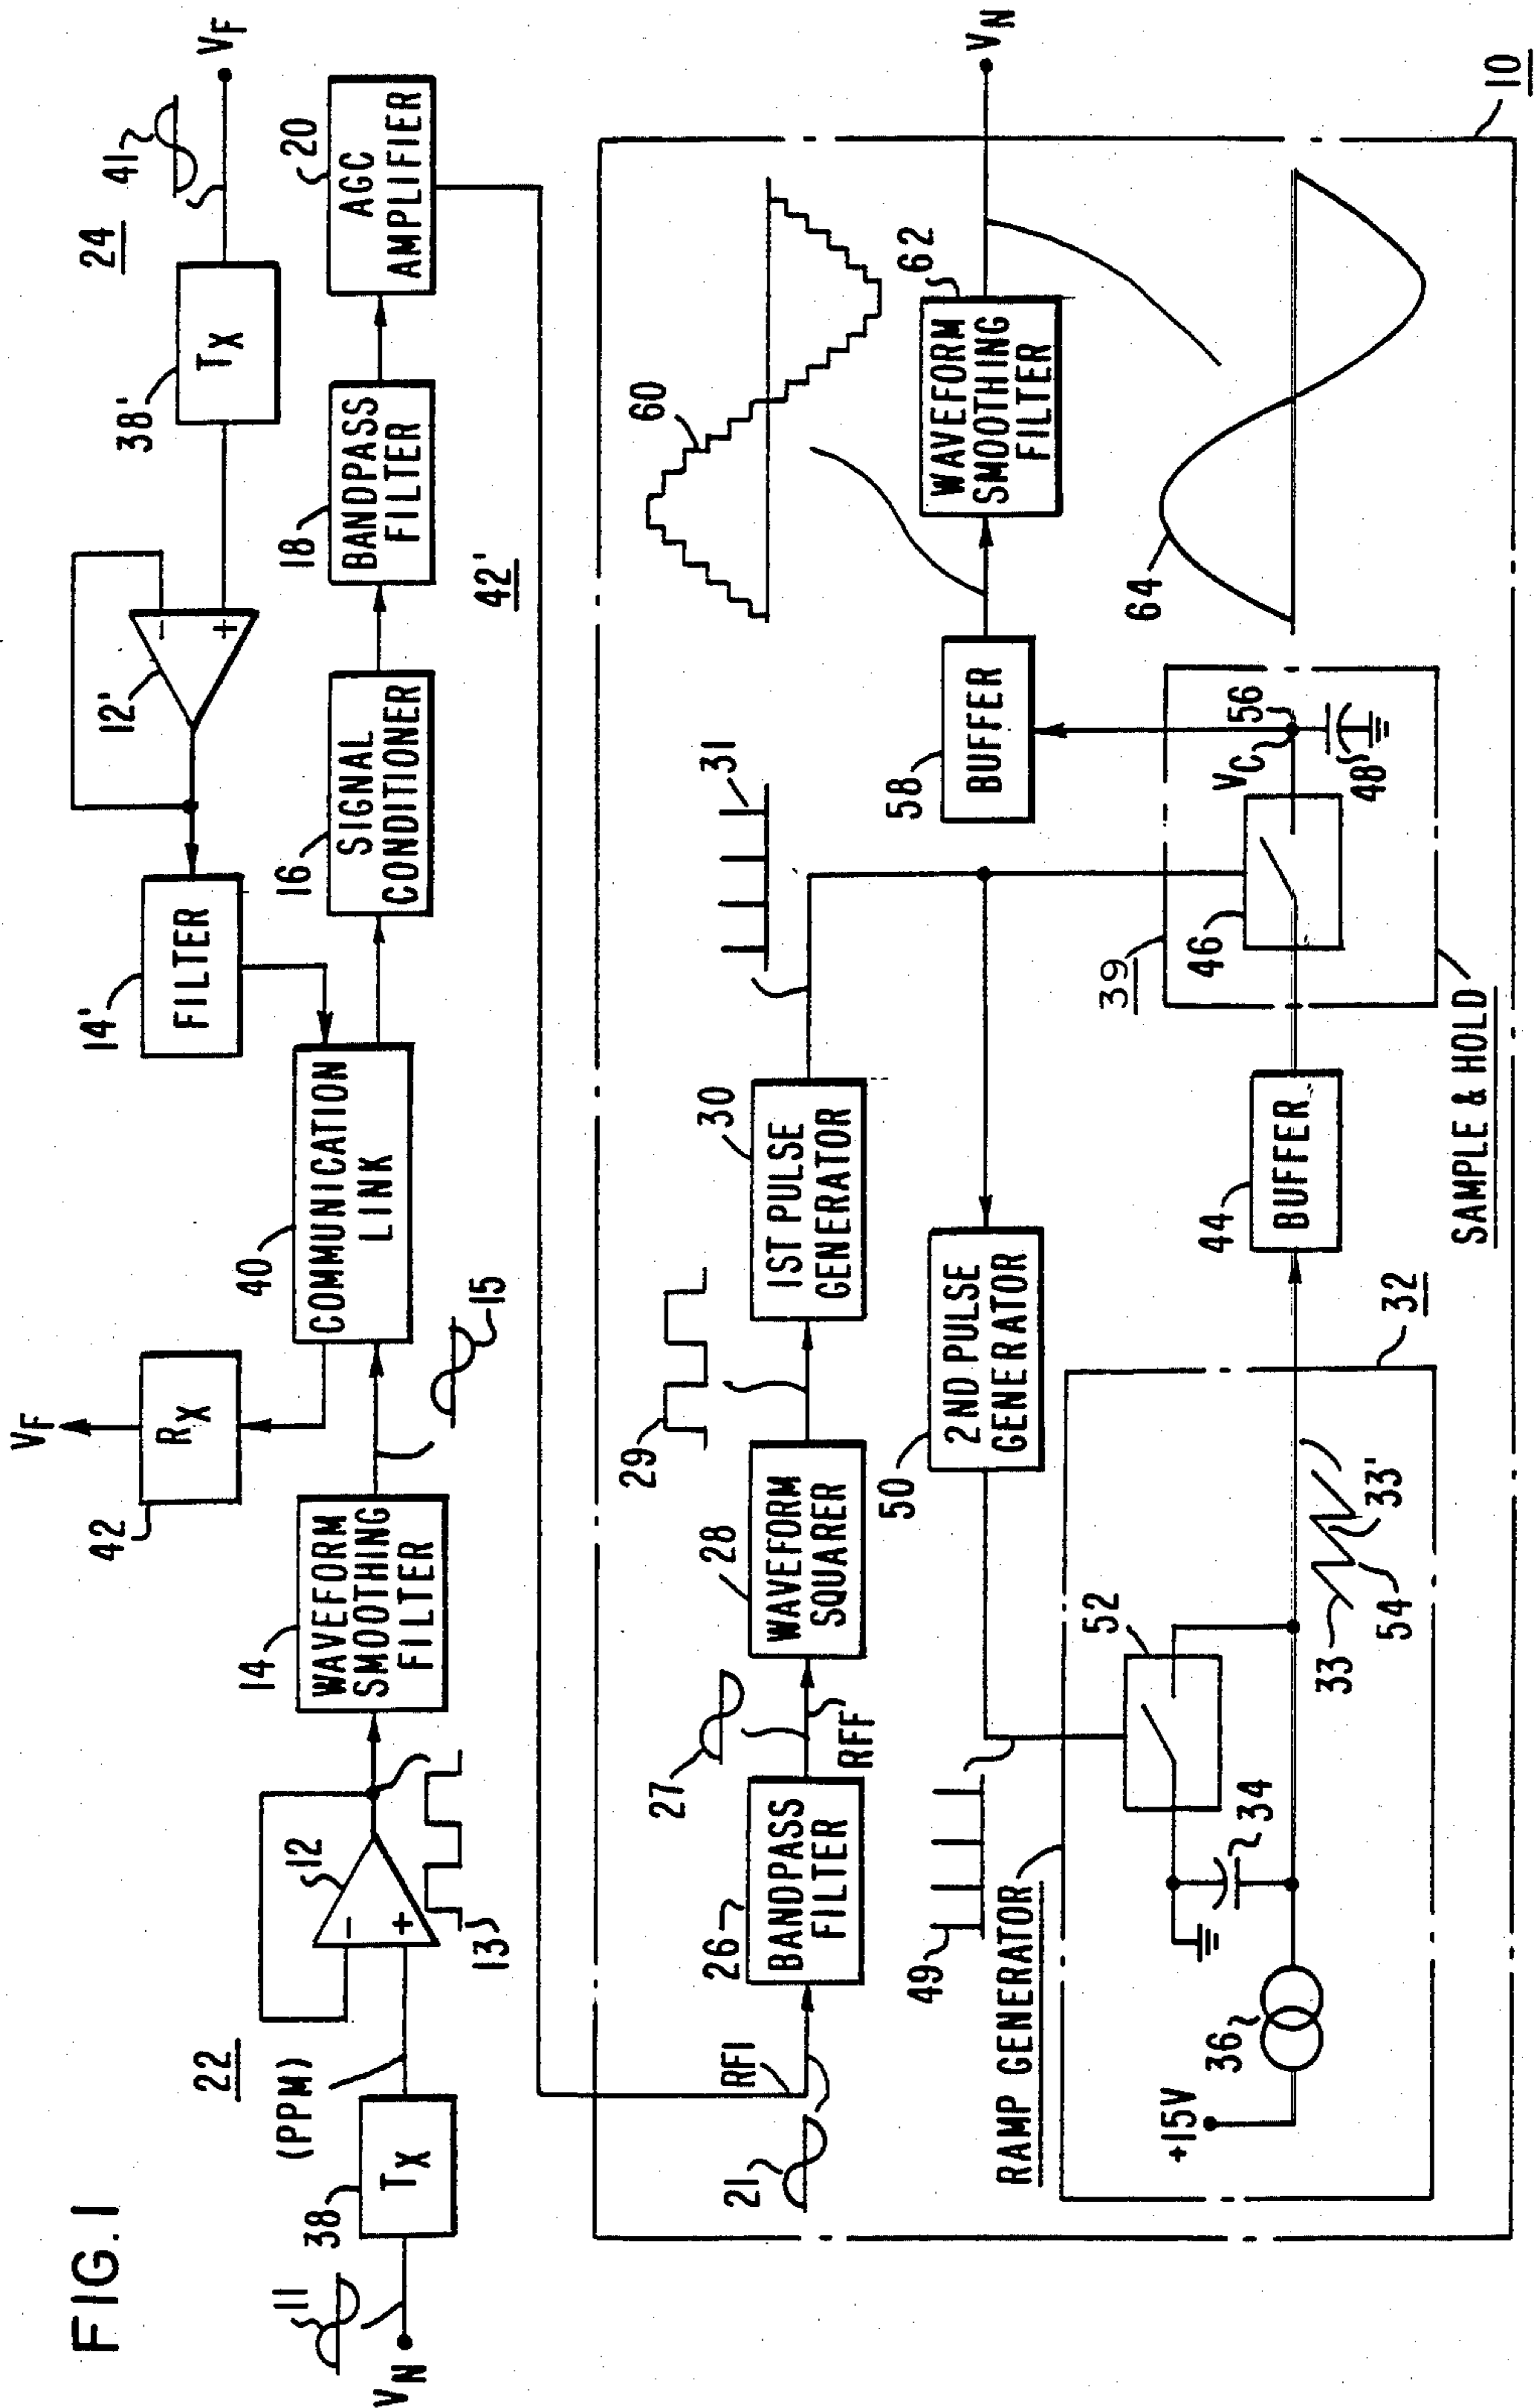 FIG. 1
11
VN
38
TX
22
(PPM)
12
-
+
13
14
WAVEFORM
SMOOTHING
FILTER
15
42
RX
VF
40
COMMUNICATION
LINK
14'
FILTER
12'
-
+
38'
TX
24
41
VF
16
SIGNAL
CONDITIONER
18
BANDPASS
FILTER
20
AGC
AMPLIFIER
42'
21
RFI
26
BANDPASS
FILTER
27
RFF
28
WAVEFORM
SQUARER
29
30
1ST PULSE
GENERATOR
31
49
50
2ND PULSE
GENERATOR
RAMP GENERATOR
+15V
36
34
52
33
54
33'
32
44
BUFFER
SAMPLE & HOLD
39
46
VC
56
48
58
BUFFER
60
62
WAVEFORM
SMOOTHING
FILTER
64
VN
10